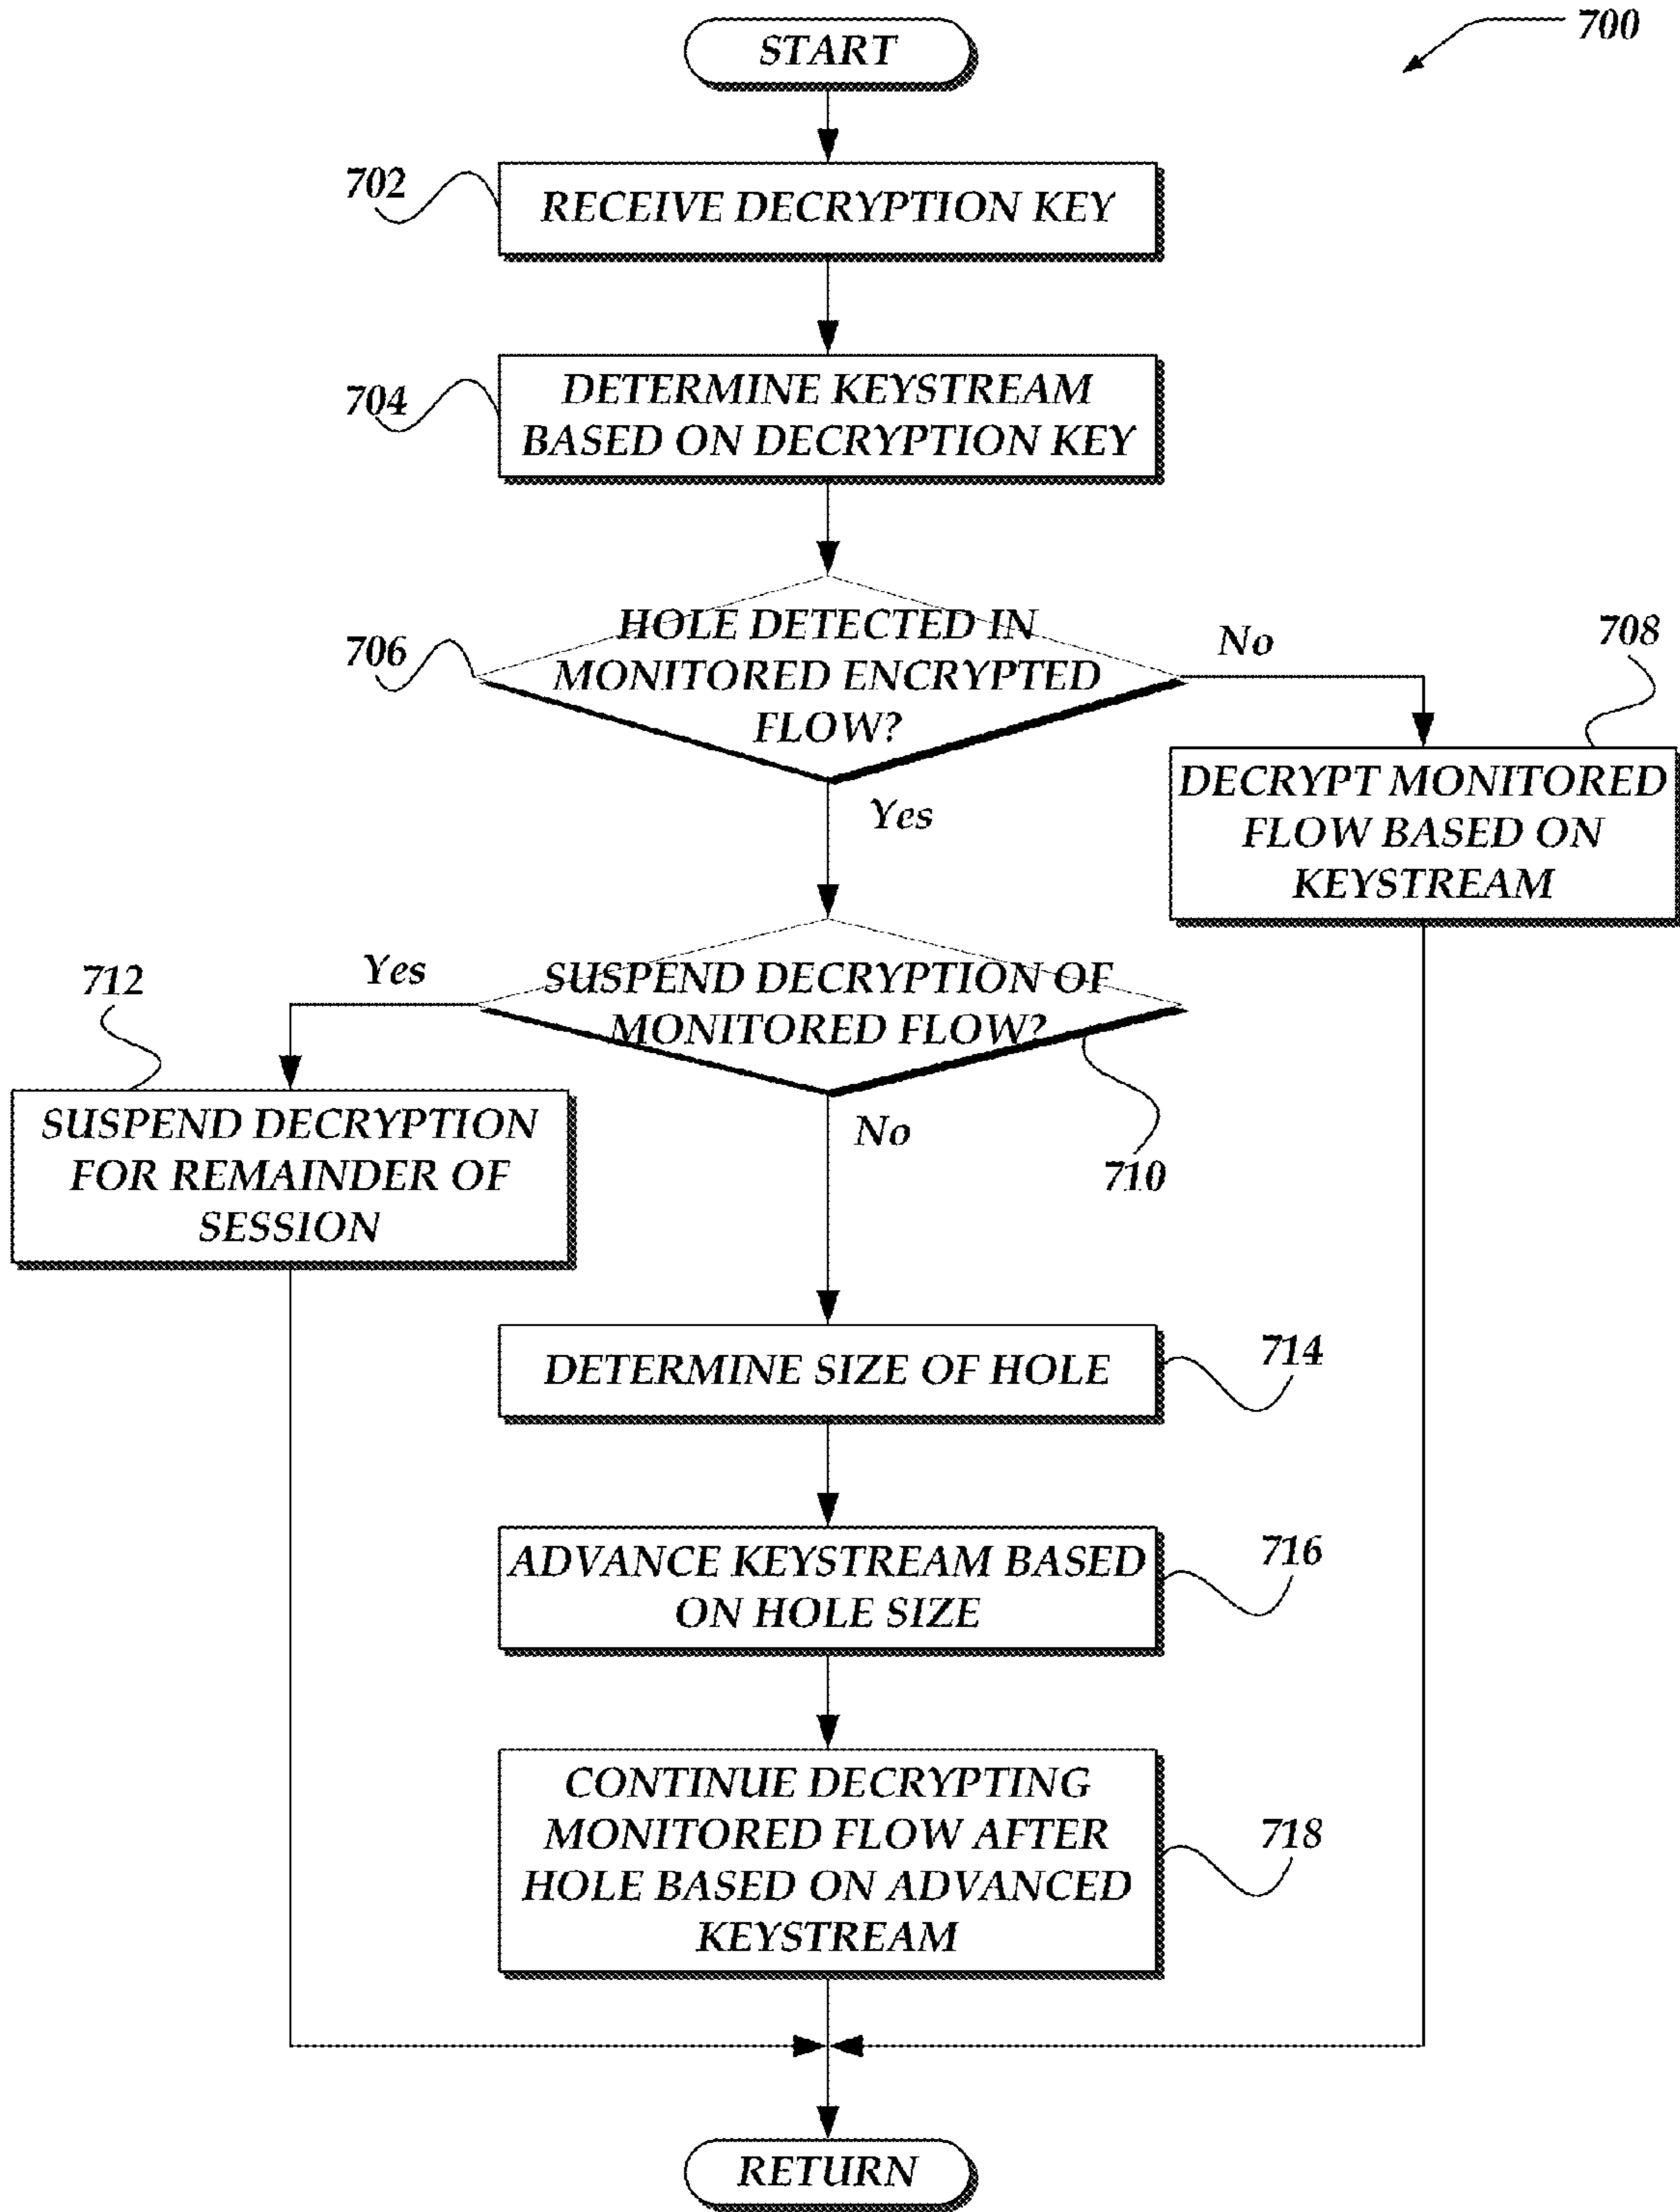 700
START
702
RECEIVE DECRYPTION KEY
704
DETERMINE KEYSTREAM
BASED ON DECRYPTION KEY
706
HOLE DETECTED IN
MONITORED ENCRYPTED
FLOW?
No
708
Yes
DECRYPT MONITORED
FLOW BASED ON
KEYSTREAM
712
Yes
SUSPEND DECRYPTION OF
MONITORED FLOW?
710
No
SUSPEND DECRYPTION
FOR REMAINDER OF
SESSION
DETERMINE SIZE OF HOLE
714
ADVANCE KEYSTREAM BASED
ON HOLE SIZE
716
CONTINUE DECRYPTING
MONITORED FLOW AFTER
HOLE BASED ON ADVANCED
KEYSTREAM
718
RETURN